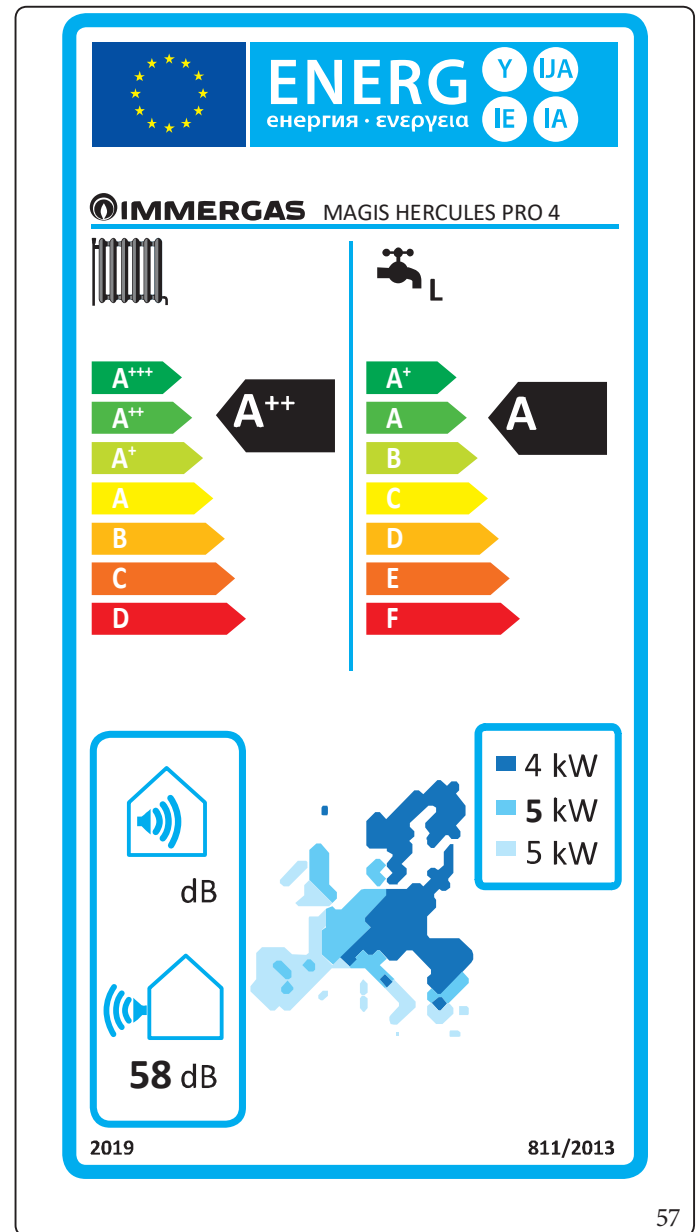 ENERG Y IJA
енергия · ενεργεια IE IA
IMMERGAS MAGIS HERCULES PRO 4
L
A+++
A++
A+
A
B
C
D
A++
A+
A
B
C
D
E
F
A
dB
58 dB
4 kW
5 kW
5 kW
2019
811/2013
57